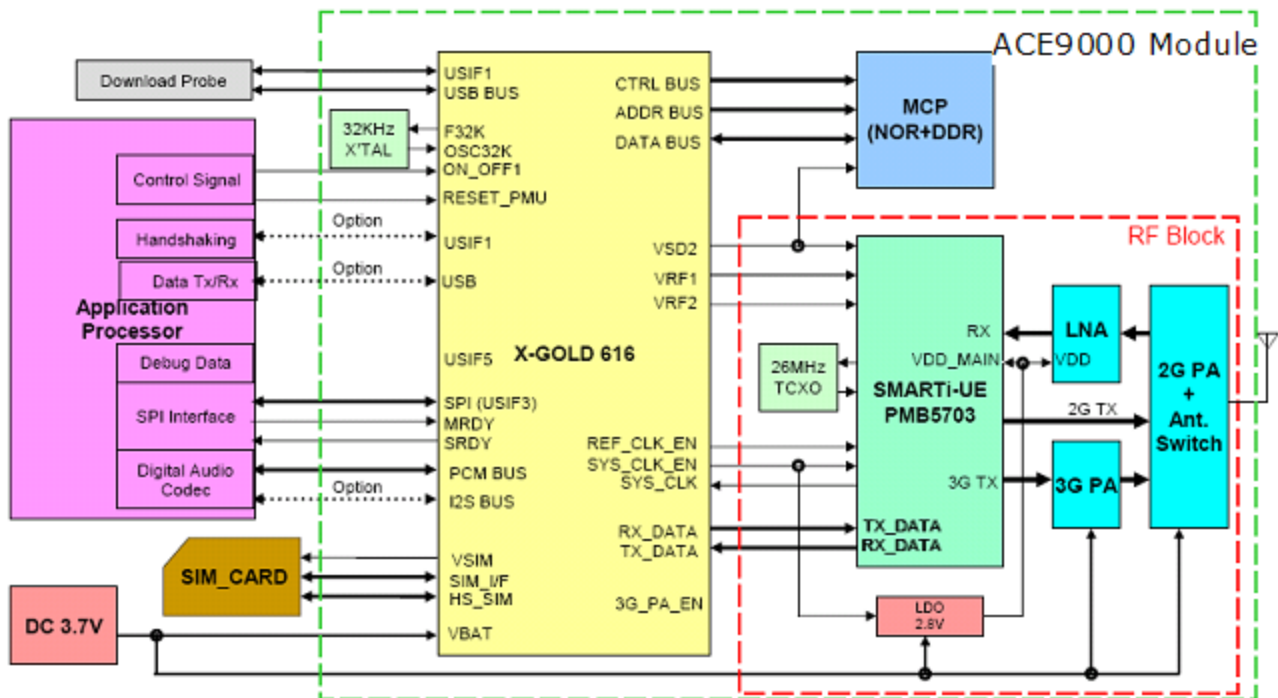 ACE9000 Module
Download Probe
USIF1
USB BUS
32KHz
X'TAL
F32K
OSC32K
ON_OFF1
RESET_PMU
Control Signal
Handshaking
Option
USIF1
Data Tx/Rx
Option
USB
Application
Processor
Debug Data
USIF5
SPI Interface
SPI (USIF3)
MRDY
SRDY
Digital Audio
Codec
PCM BUS
Option
I2S BUS
SIM_CARD
VSIM
SIM_I/F
HS_SIM
DC 3.7V
VBAT
X-GOLD 616
CTRL BUS
ADDR BUS
DATA BUS
MCP
(NOR+DDR)
VSD2
VRF1
VRF2
REF_CLK_EN
SYS_CLK_EN
SYS_CLK
RX_DATA
TX_DATA
3G_PA_EN
RF Block
26MHz
TCXO
RX
VDD_MAIN
SMARTi-UE
PMB5703
2G TX
3G TX
TX_DATA
RX_DATA
LNA
VDD
3G PA
2G PA
+
Ant.
Switch
LDO
2.8V